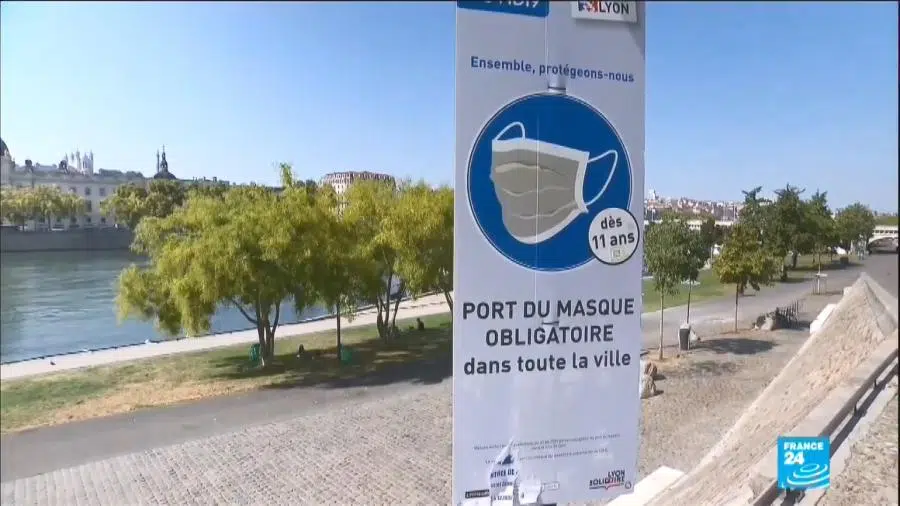 LYON
Ensemble, protégeons-nous
dès
11 ans
PORT DU MASQUE
OBLIGATOIRE
dans toute la ville
LYON
SOLIDAIRE
FRANCE
24